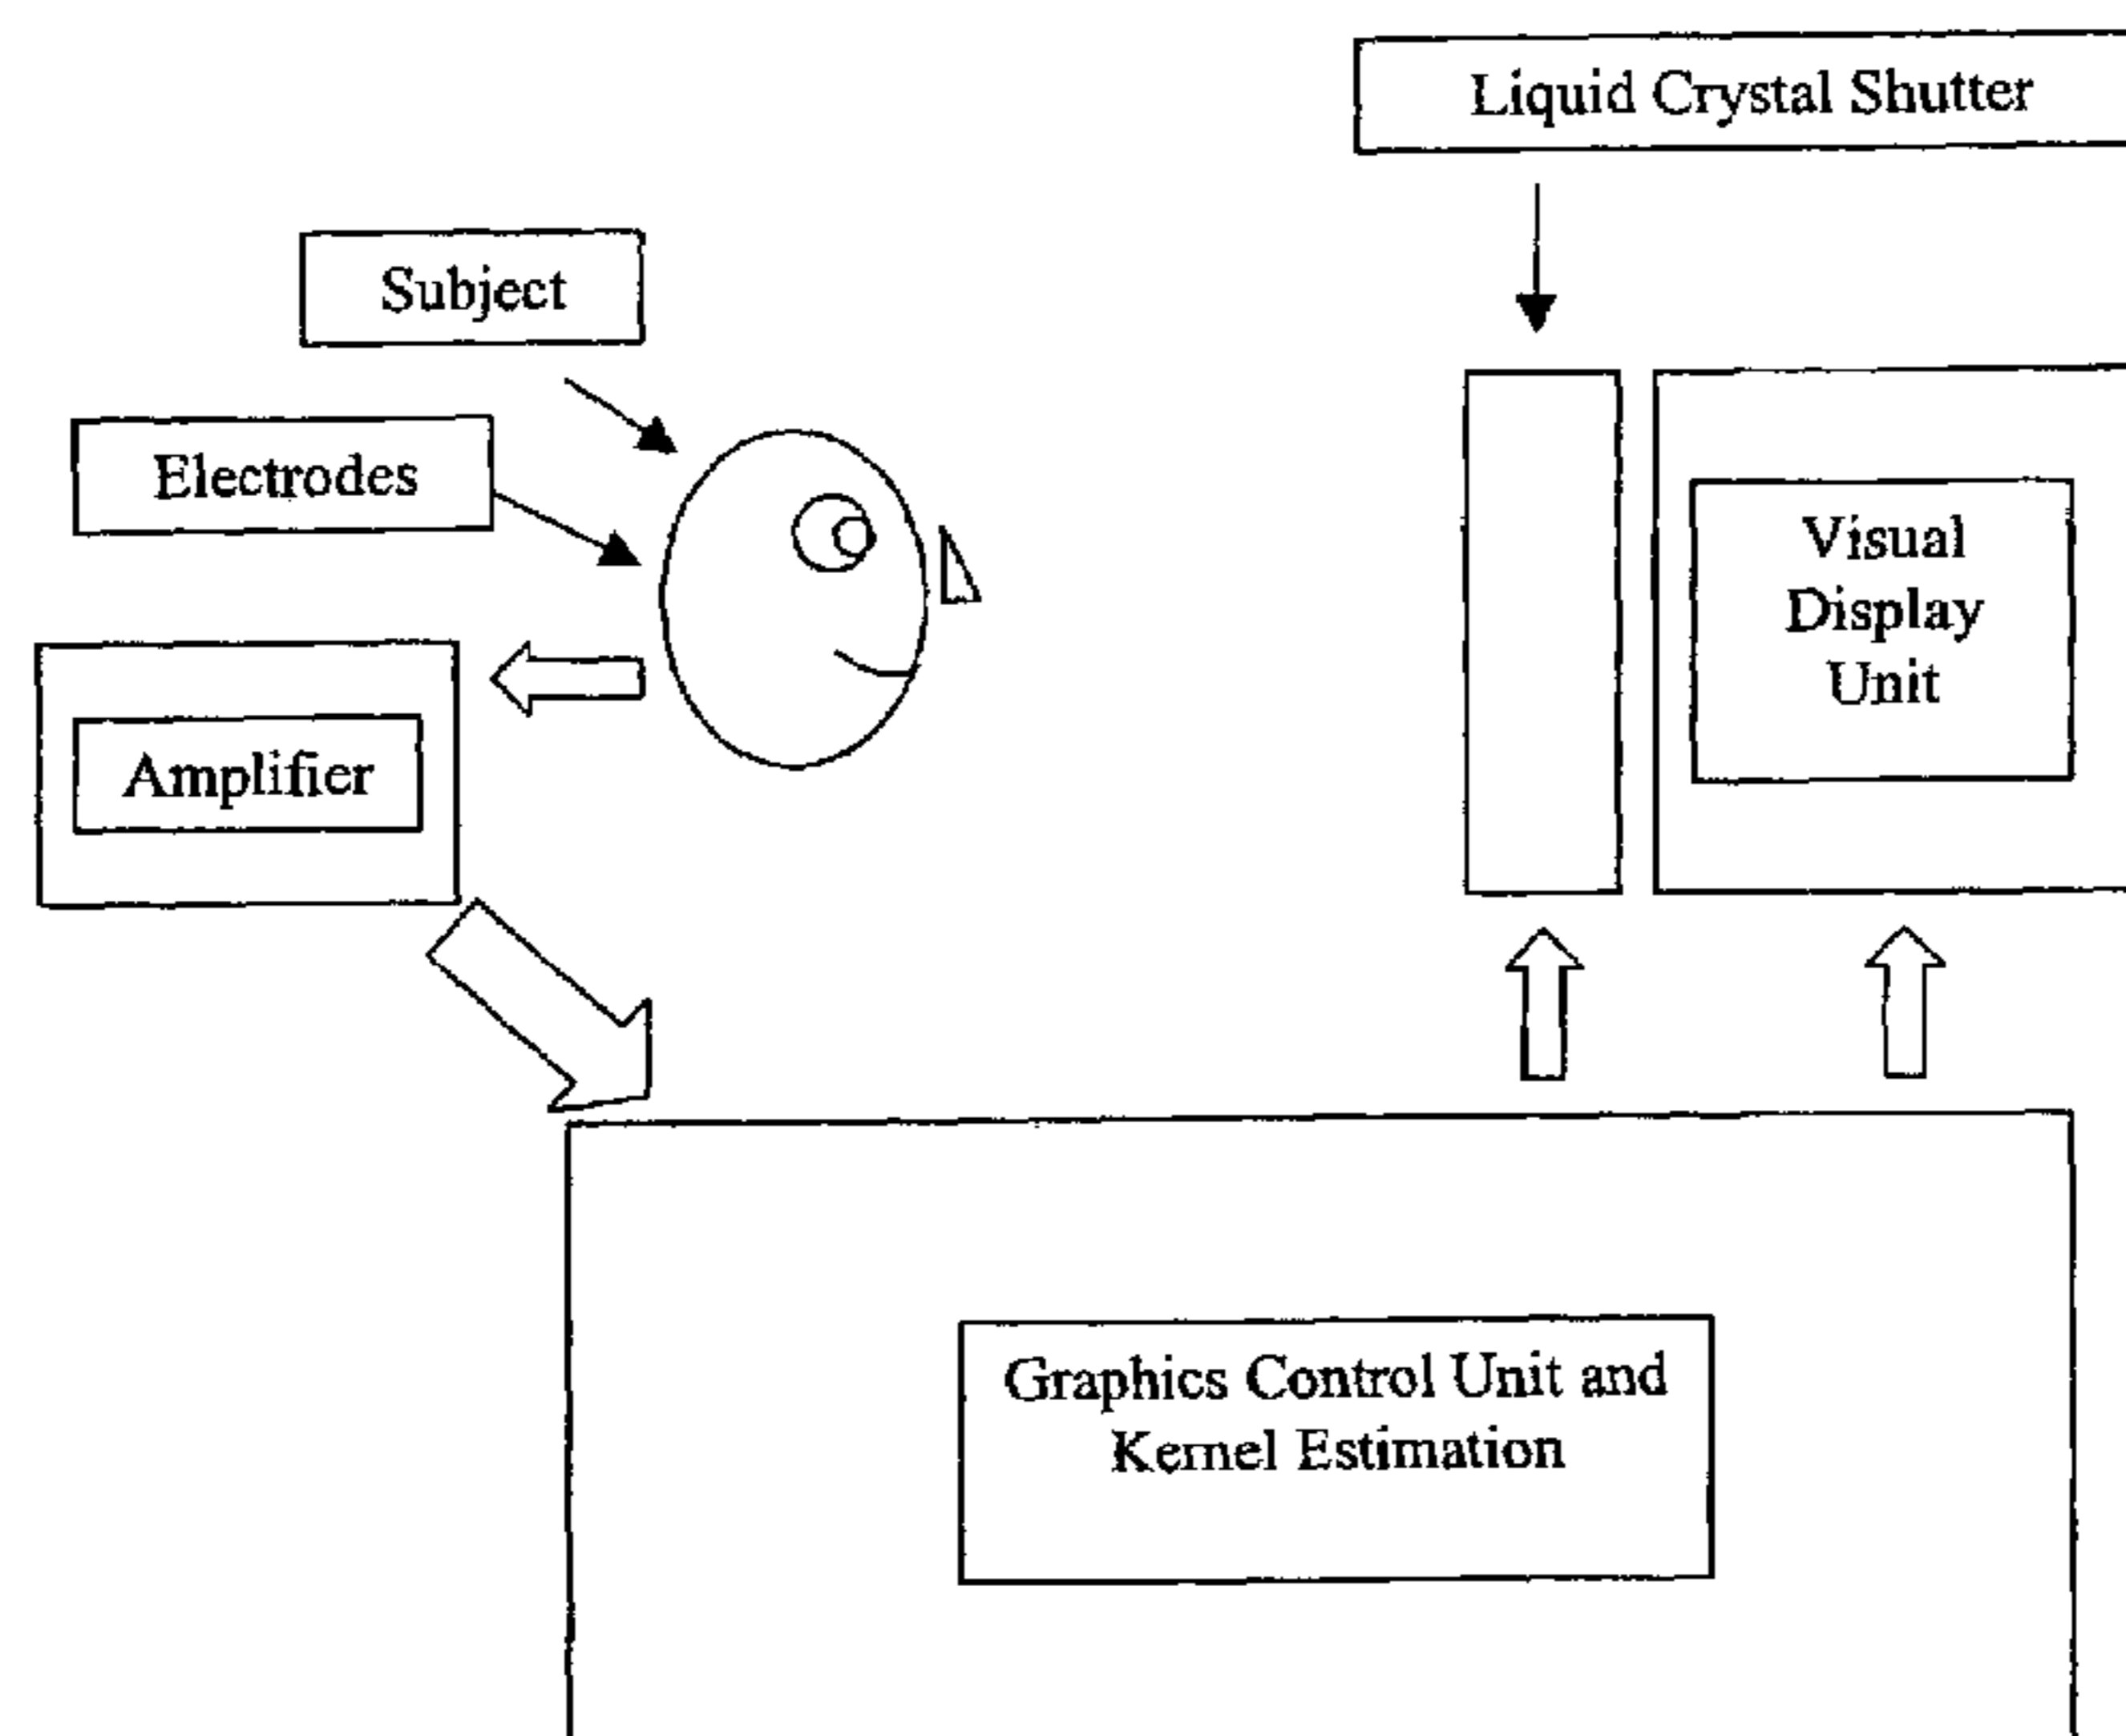 Liquid Crystal Shutter
Subject
Electrodes
Visual
Display
Unit
Amplifier
Graphics Control Unit and
Kernel Estimation